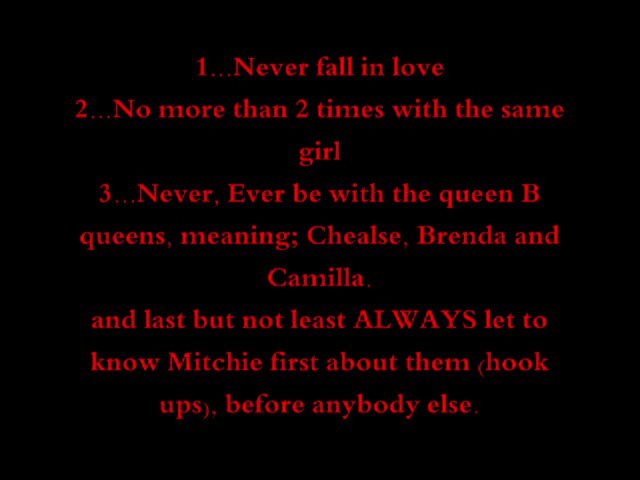 1...Never fall in love
2...No more than 2 times with the same
girl
3...Never, Ever be with the queen B
queens, meaning; Chealse, Brenda and
Camilla.
and last but not least ALWAYS let to
know Mitchie first about them (hook
ups), before anybody else.